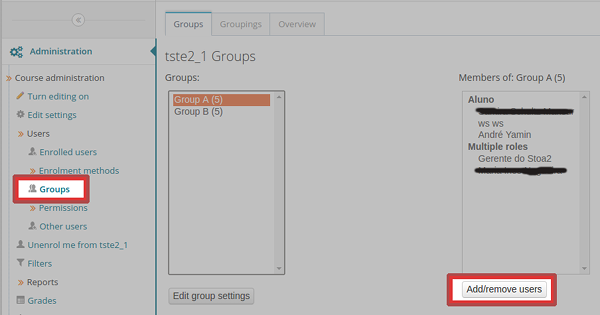 Administration
Course administration
Turn editing on
Edit settings
Users
Enrolled users
Enrolment methods
Groups
Permissions
Other users
Unenrol me from tste2_1
Filters
Reports
Grades
Groups
Groupings
Overview
tste2_1 Groups
Groups:
Group A (5)
Group B (5)
Edit group settings
Members of: Group A (5)
Aluno
ws ws
André Yamin
Multiple roles
Gerente do Stoa2
Add/remove users